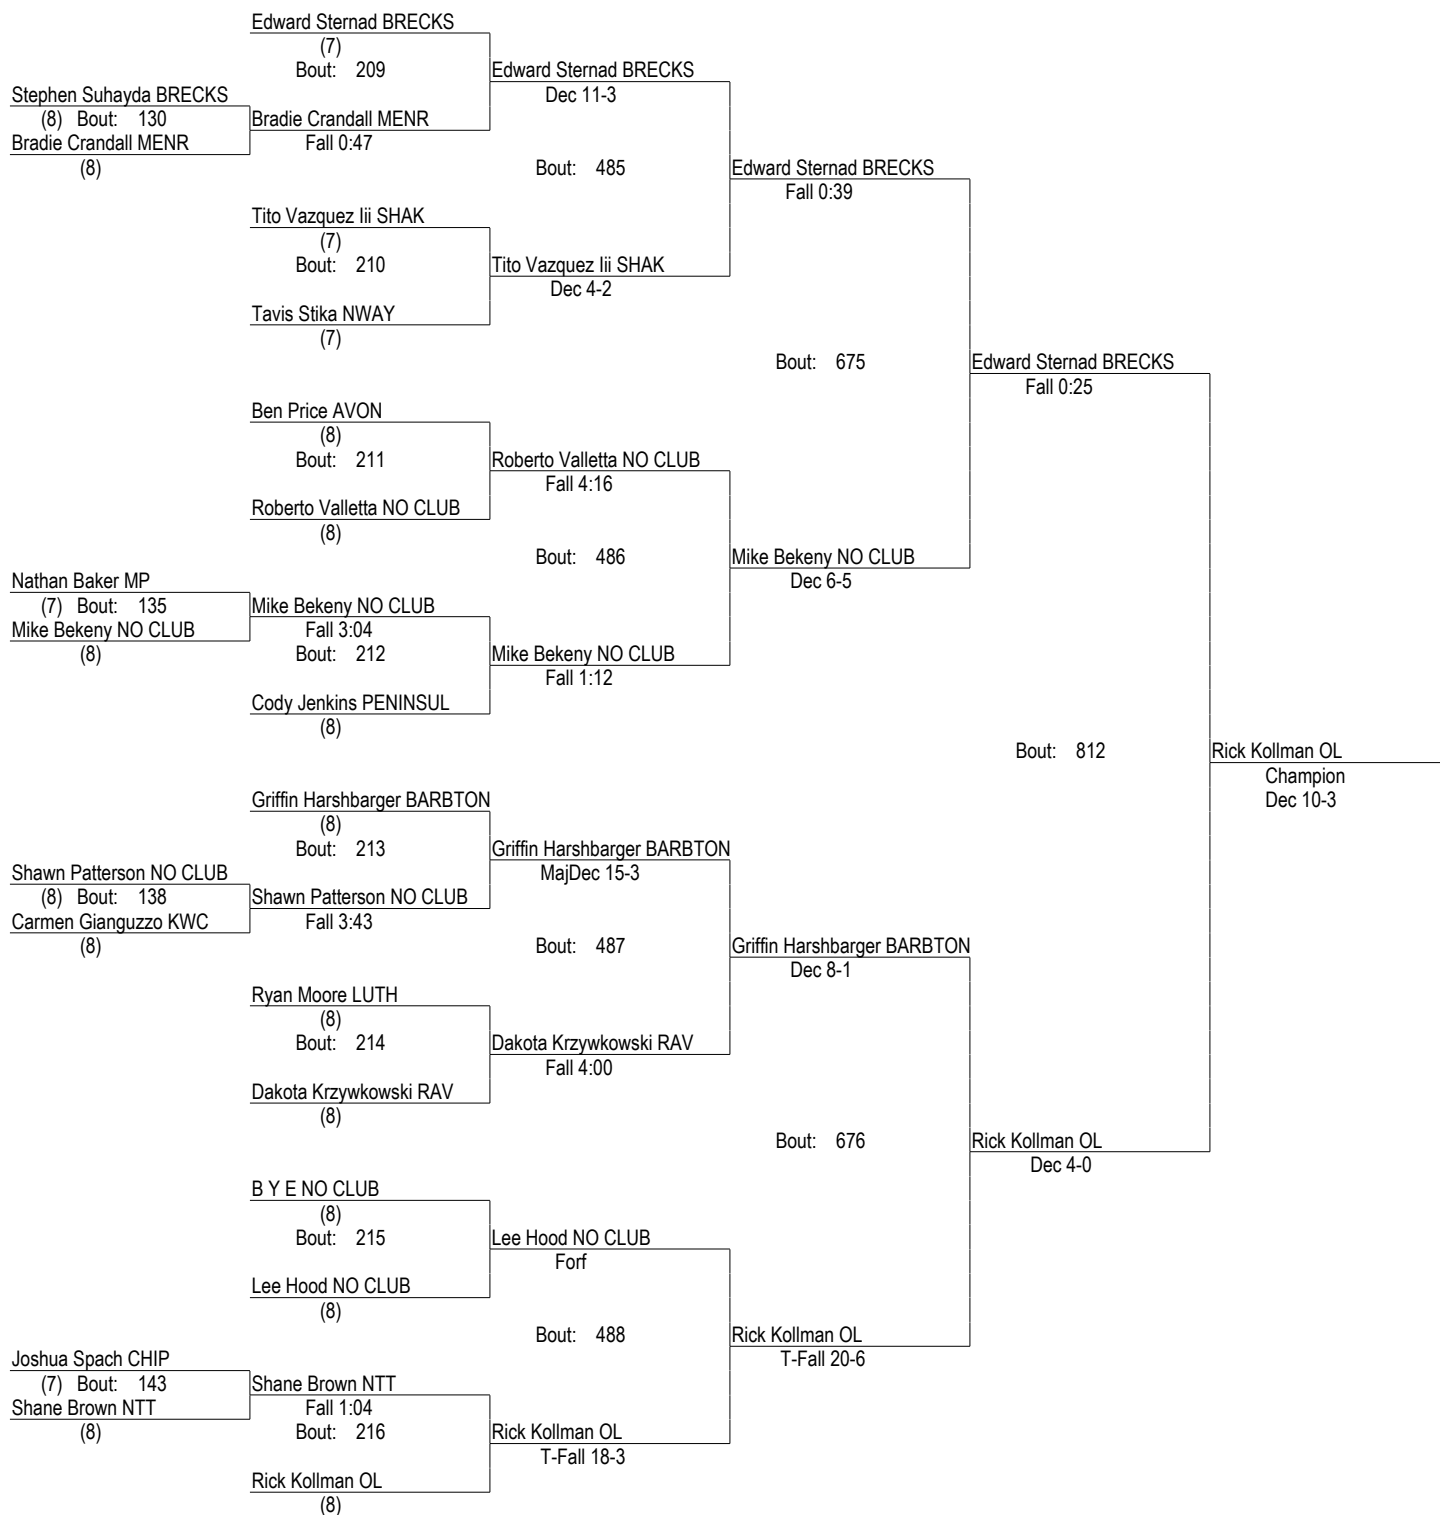 Edward Sternad BRECKS
(7)
Bout: 209
Edward Sternad BRECKS
Dec 11-3
Stephen Suhayda BRECKS
(8) Bout: 130
Bradie Crandall MENR
Bradie Crandall MENR
Fall 0:47
(8)
Bout: 485
Edward Sternad BRECKS
Fall 0:39
Tito Vazquez Iii SHAK
(7)
Bout: 210
Tito Vazquez Iii SHAK
Dec 4-2
Tavis Stika NWAY
(7)
Bout: 675
Edward Sternad BRECKS
Fall 0:25
Ben Price AVON
(8)
Bout: 211
Roberto Valletta NO CLUB
Fall 4:16
Roberto Valletta NO CLUB
(8)
Bout: 486
Mike Bekeny NO CLUB
Dec 6-5
Nathan Baker MP
(7) Bout: 135
Mike Bekeny NO CLUB
Mike Bekeny NO CLUB
Fall 3:04
(8)
Bout: 212
Mike Bekeny NO CLUB
Fall 1:12
Cody Jenkins PENINSUL
(8)
Bout: 812
Rick Kollman OL
Champion
Dec 10-3
Griffin Harshbarger BARBTON
(8)
Bout: 213
Griffin Harshbarger BARBTON
MajDec 15-3
Shawn Patterson NO CLUB
(8) Bout: 138
Shawn Patterson NO CLUB
Carmen Gianguzzo KWC
Fall 3:43
(8)
Bout: 487
Griffin Harshbarger BARBTON
Dec 8-1
Ryan Moore LUTH
(8)
Bout: 214
Dakota Krzywkowski RAV
Fall 4:00
Dakota Krzywkowski RAV
(8)
Bout: 676
Rick Kollman OL
Dec 4-0
B Y E NO CLUB
(8)
Bout: 215
Lee Hood NO CLUB
Forf
Lee Hood NO CLUB
(8)
Bout: 488
Rick Kollman OL
T-Fall 20-6
Joshua Spach CHIP
(7) Bout: 143
Shane Brown NTT
Shane Brown NTT
Fall 1:04
(8)
Bout: 216
Rick Kollman OL
T-Fall 18-3
Rick Kollman OL
(8)